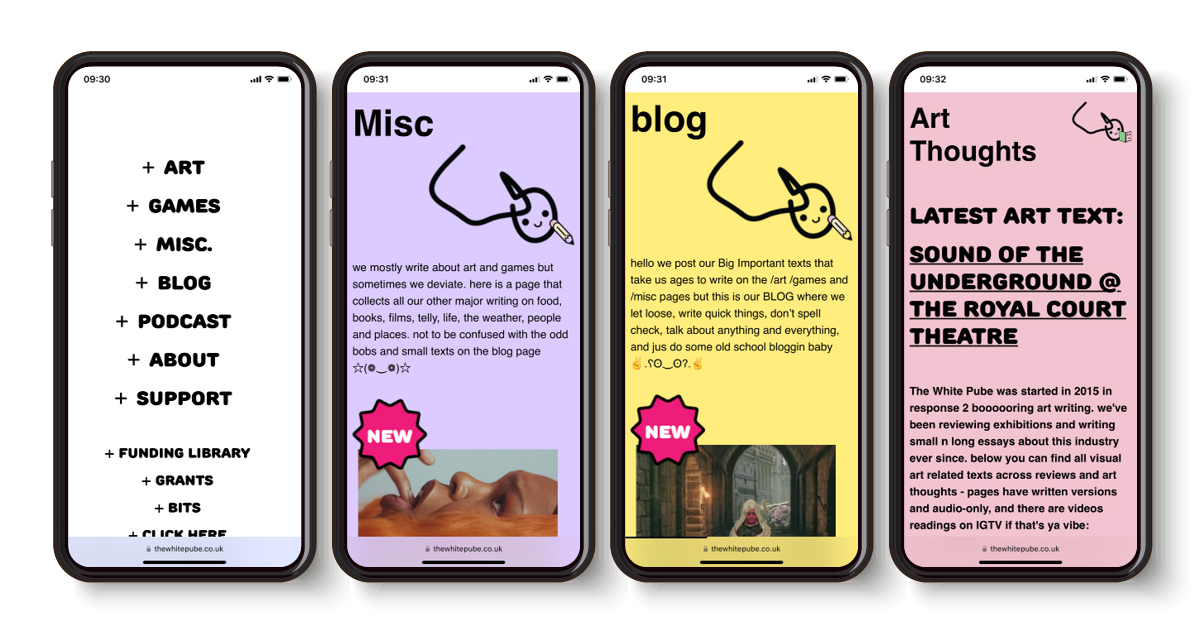 09:30
+ ART
+ GAMES
+ MISC.
+ BLOG
+ PODCAST
+ ABOUT
+ SUPPORT
+ FUNDING LIBRARY
+ GRANTS
+ BITS
+ CLICK HERE
thewhitepube.co.uk
09:31
Misc
we mostly write about art and games but
sometimes we deviate. here is a page that
collects all our other major writing on food,
books, films, telly, life, the weather, people
and places. not to be confused with the odd
bobs and small texts on the blog page
☆(❁‿❁)☆
NEW
thewhitepube.co.uk
09:31
blog
hello we post our Big Important texts that
take us ages to write on the /art /games and
/misc pages but this is our BLOG where we
let loose, write quick things, don't spell
check, talk about anything and everything,
and jus do some old school bloggin baby
✌️.ʕʘ‿ʘʔ.✌️
NEW
thewhitepube.co.uk
09:32
Art
Thoughts
LATEST ART TEXT:
SOUND OF THE
UNDERGROUND @
THE ROYAL COURT
THEATRE
The White Pube was started in 2015 in
response 2 boooooring art writing. we've
been reviewing exhibitions and writing
small n long essays about this industry
ever since. below you can find all visual
art related texts across reviews and art
thoughts - pages have written versions
and audio-only, and there are videos
readings on IGTV if that's ya vibe:
thewhitepube.co.uk